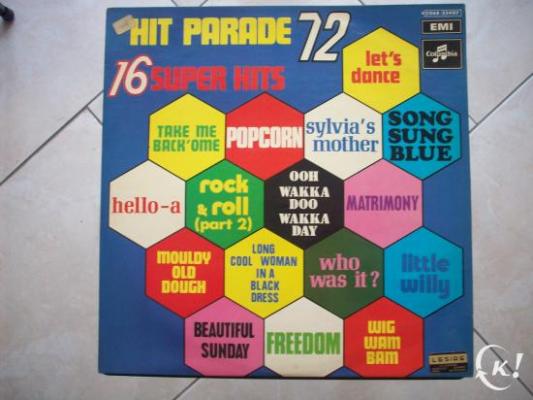 HIT PARADE 72
EMI
Columbia
16 SUPER HITS
let's
dance
TAKE ME
BACK'OME
POPCORN
sylvia's
mother
SONG
SUNG
BLUE
hello-a
rock
& roll
(part 2)
OOH
WAKKA
DOO
WAKKA
DAY
MATRIMONY
MOULDY
OLD
DOUGH
LONG
COOL WOMAN
IN A
BLACK
DRESS
who
was it?
little
willy
BEAUTIFUL
SUNDAY
FREEDOM
WIG
WAM
BAM
K!